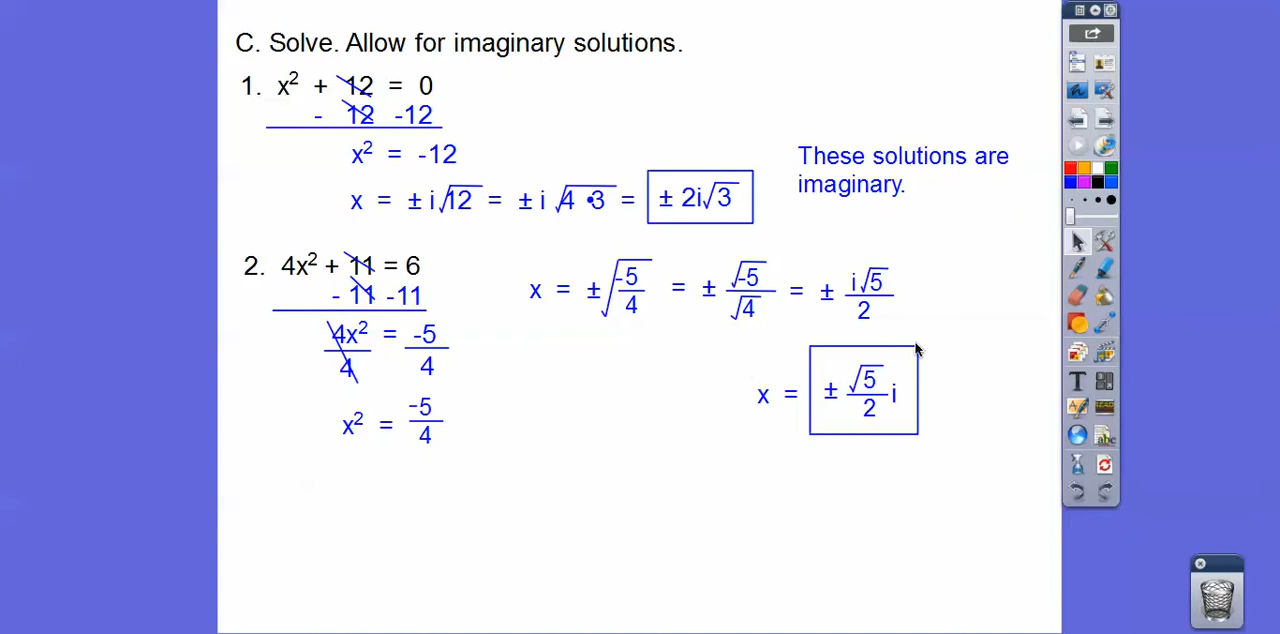 C. Solve. Allow for imaginary solutions.
1. x² + 12 = 0
- 12 -12
x² = -12
These solutions are
imaginary.
x = ± i√12 = ± i √4 •3 = ± 2i√3
2. 4x² + 11 = 6
- 11 -11
4x²/4 = -5/4
x² = -5/4
x = ±√(-5/4) = ± √-5/√4 = ± i√5/2
x = ± √5/2 i